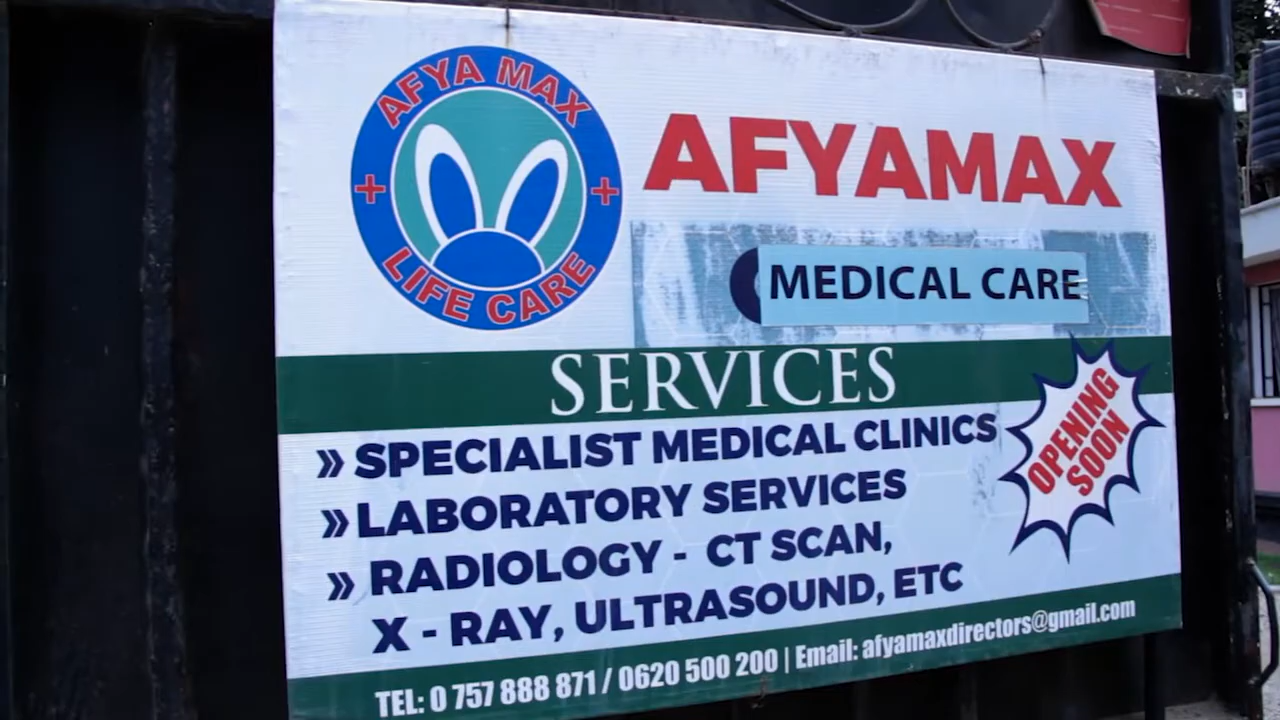 AFYA MAX
LIFE CARE
AFYAMAX
MEDICAL CARE
SERVICES
» SPECIALIST MEDICAL CLINICS
» LABORATORY SERVICES
» RADIOLOGY - CT SCAN,
X - RAY, ULTRASOUND, ETC
OPENING
SOON
TEL: 0 757 888 871 / 0620 500 200 | Email: afyamaxdirectors@gmail.com